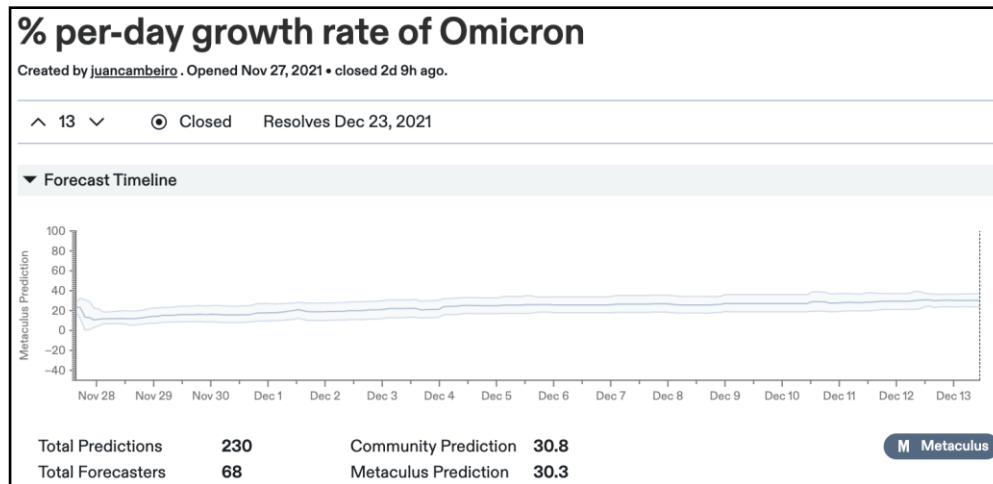 % per-day growth rate of Omicron
Created by juancambeiro . Opened Nov 27, 2021 • closed 2d 9h ago.
13 Closed Resolves Dec 23, 2021
Forecast Timeline
Metaculus Prediction
100
80
60
40
20
0
−20
−40
Nov 28 Nov 29 Nov 30 Dec 1 Dec 2 Dec 3 Dec 4 Dec 5 Dec 6 Dec 7 Dec 8 Dec 9 Dec 10 Dec 11 Dec 12 Dec 13
Total Predictions 230 Community Prediction 30.8
M Metaculus
Total Forecasters 68 Metaculus Prediction 30.3